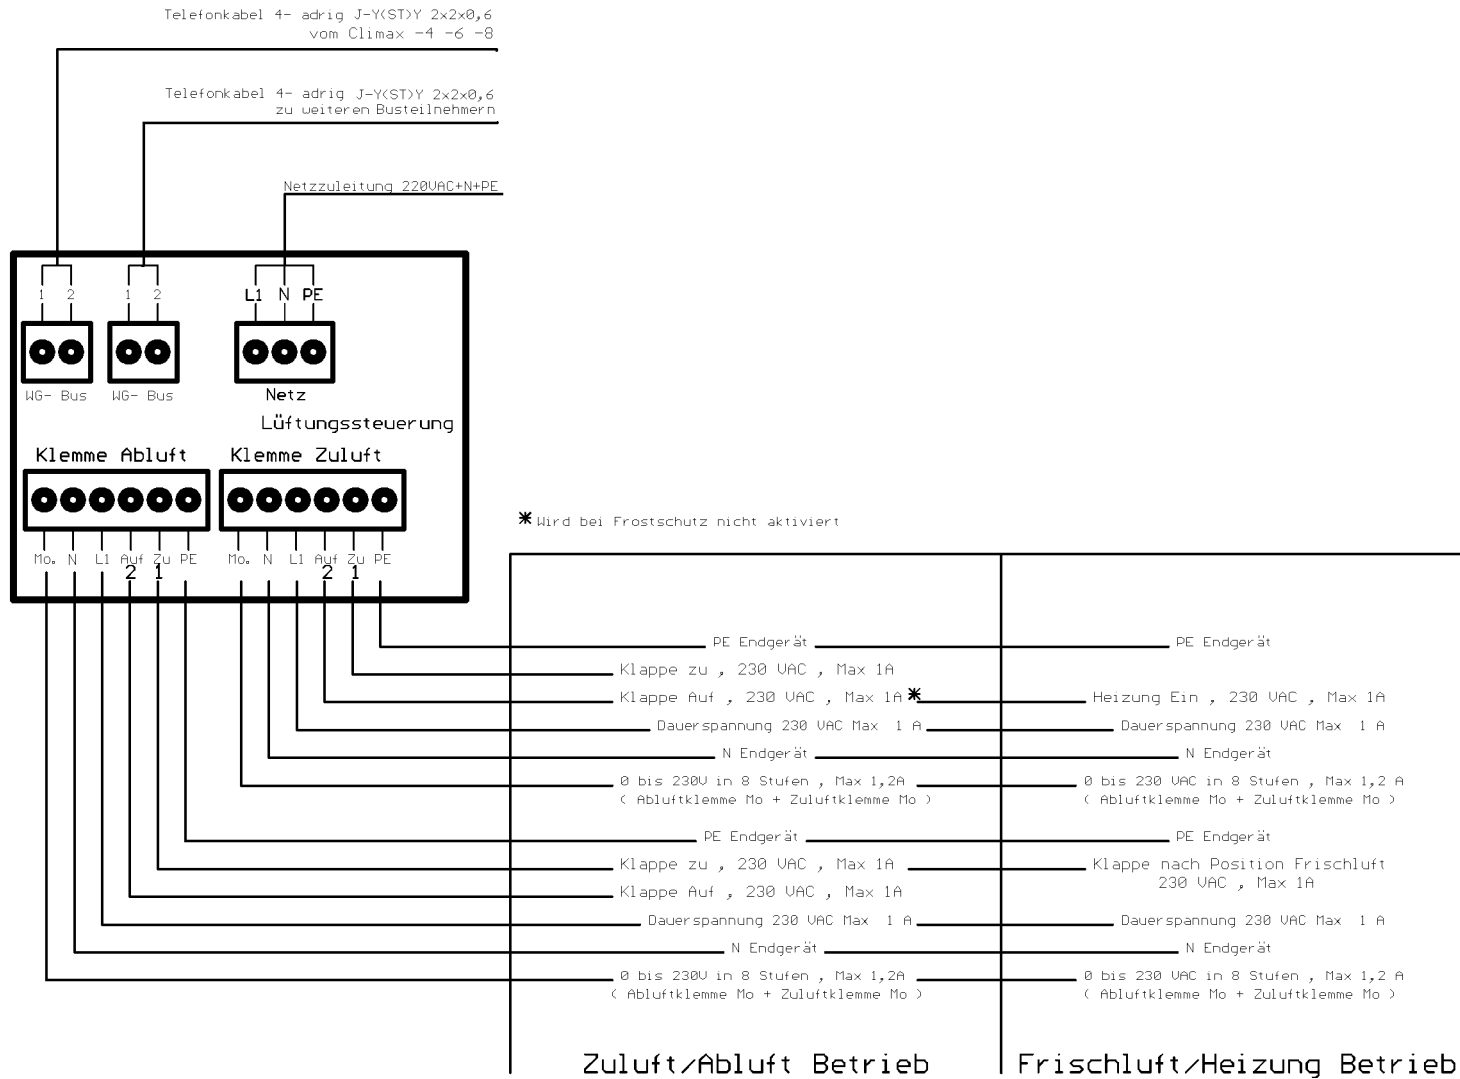 Telefonkabel 4- adrig J-Y(ST)Y 2x2x0,6
vom Climax -4 -6 -8
Telefonkabel 4- adrig J-Y(ST)Y 2x2x0,6
zu weiteren Busteilnehmern
Netzzuleitung 220VAC+N+PE
1 2 1 2 L1 N PE
WG- Bus WG- Bus Netz
Lüftungssteuerung
Klemme Abluft Klemme Zuluft
* Wird bei Frostschutz nicht aktiviert
Mo. N L1 Auf Zu PE Mo. N L1 Auf Zu PE
2 1 2 1
PE Endgerät PE Endgerät
Klappe zu , 230 VAC , Max 1A
Klappe Auf , 230 VAC , Max 1A * Heizung Ein , 230 VAC , Max 1A
Dauerspannung 230 VAC Max 1 A Dauerspannung 230 VAC Max 1 A
N Endgerät N Endgerät
0 bis 230V in 8 Stufen , Max 1,2A 0 bis 230 VAC in 8 Stufen , Max 1,2 A
( Abluftklemme Mo + Zuluftklemme Mo ) ( Abluftklemme Mo + Zuluftklemme Mo )
PE Endgerät PE Endgerät
Klappe zu , 230 VAC , Max 1A Klappe nach Position Frischluft
230 VAC , Max 1A
Klappe Auf , 230 VAC , Max 1A
Dauerspannung 230 VAC Max 1 A Dauerspannung 230 VAC Max 1 A
N Endgerät N Endgerät
0 bis 230V in 8 Stufen , Max 1,2A 0 bis 230 VAC in 8 Stufen , Max 1,2 A
( Abluftklemme Mo + Zuluftklemme Mo ) ( Abluftklemme Mo + Zuluftklemme Mo )
Zuluft/Abluft Betrieb Frischluft/Heizung Betrieb